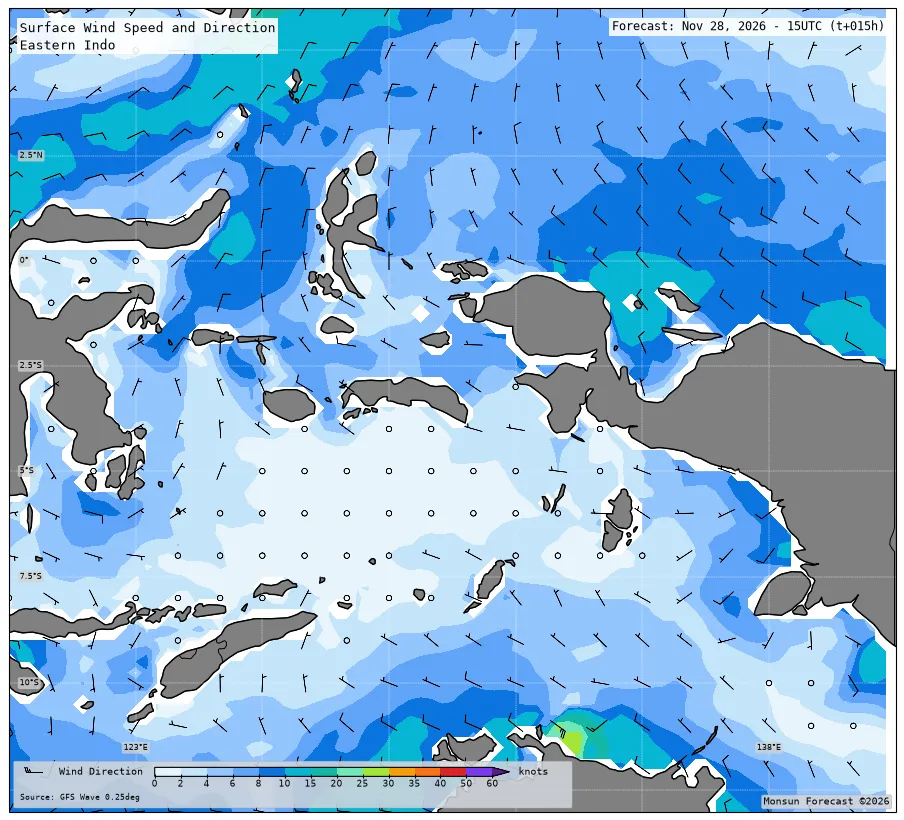 Surface Wind Speed and Direction
Eastern Indo
Forecast: Nov 28, 2026 - 15UTC (t+015h)
2.5°N
0°
2.5°S
5°S
7.5°S
10°S
123°E
138°E
Wind Direction
0 2 4 6 8 10 15 20 25 30 35 40 50 60
knots
Source: GFS Wave 0.25deg
Monsun Forecast ©2026